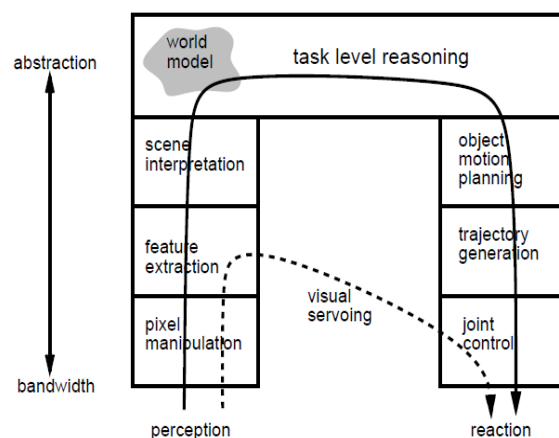 world
model
task level reasoning
abstraction
scene
interpretation
object
motion
planning
feature
extraction
trajectory
generation
visual
servoing
pixel
manipulation
joint
control
bandwidth
perception
reaction